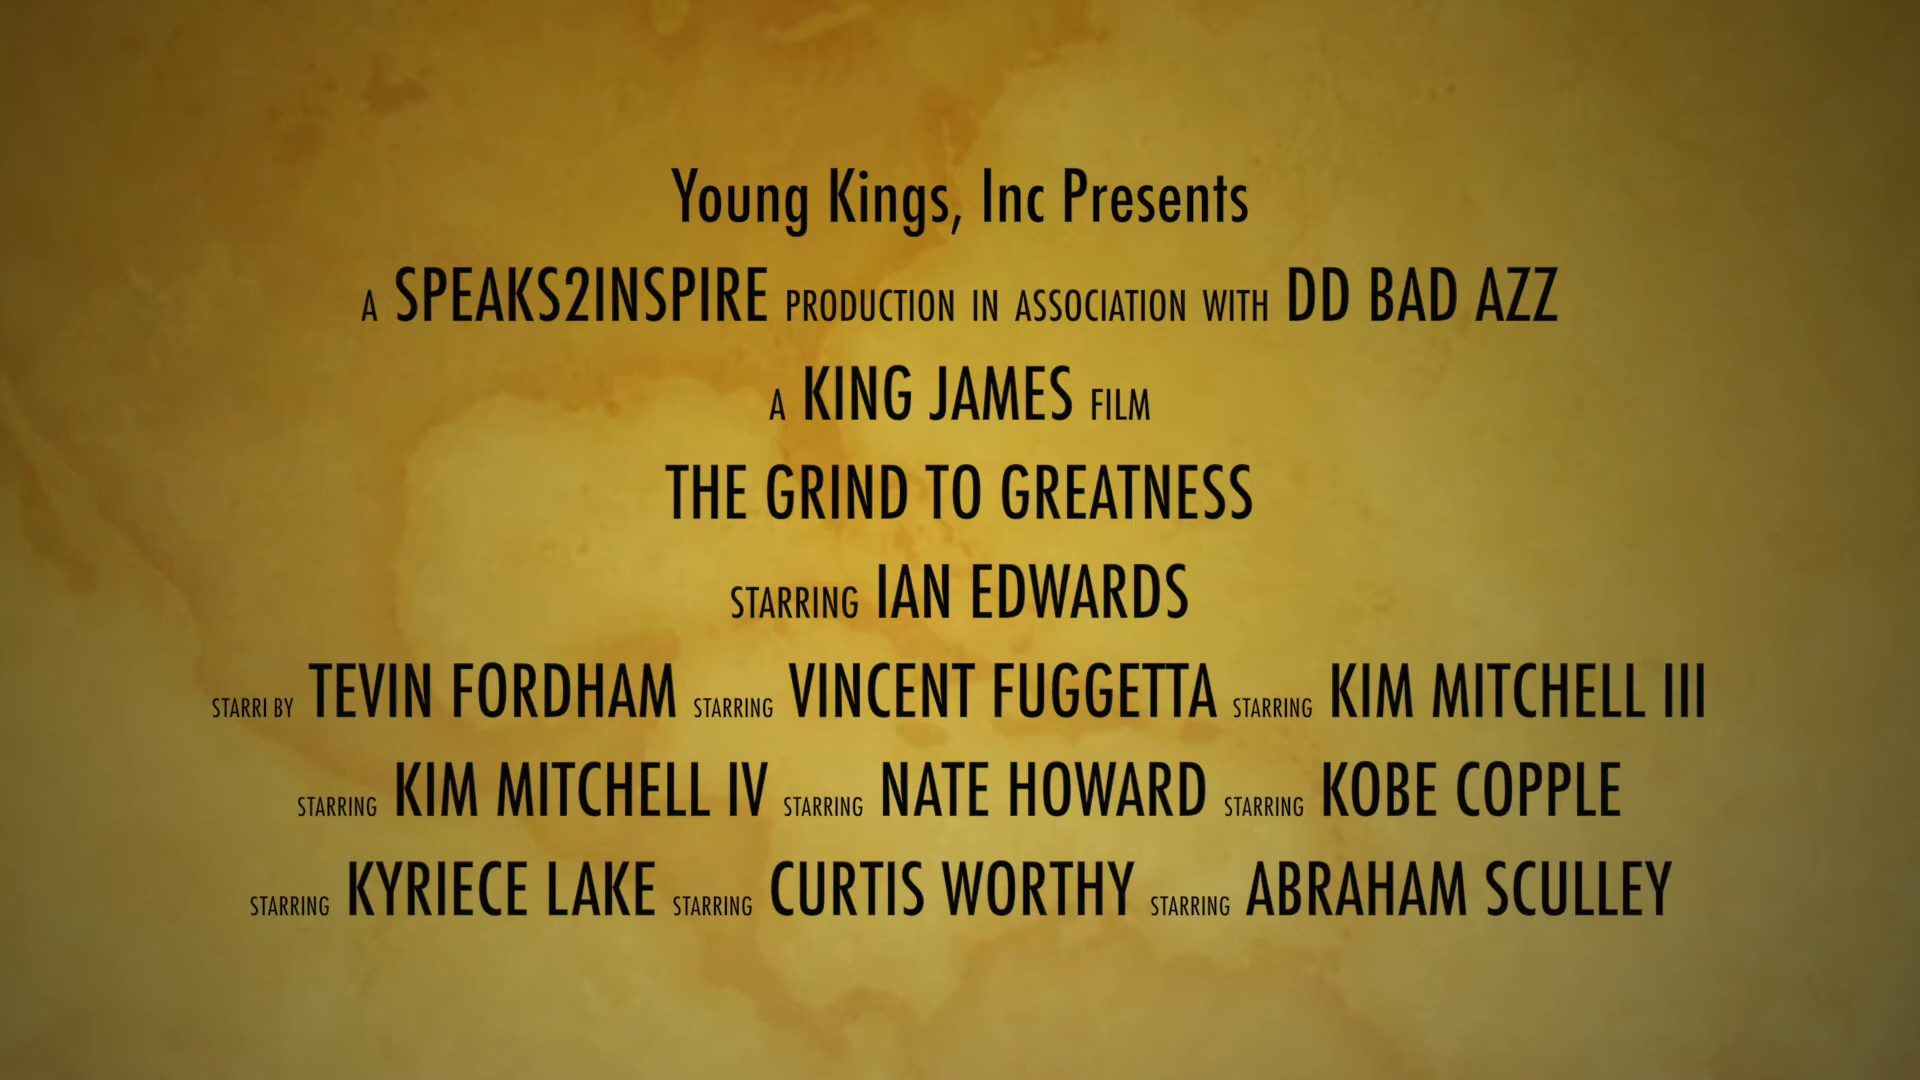 Young Kings, Inc Presents
A SPEAKS2INSPIRE PRODUCTION IN ASSOCIATION WITH DD BAD AZZ
A KING JAMES FILM
THE GRIND TO GREATNESS
STARRING IAN EDWARDS
STARRI BY TEVIN FORDHAM STARRING VINCENT FUGGETTA STARRING KIM MITCHELL III
STARRING KIM MITCHELL IV STARRING NATE HOWARD STARRING KOBE COPPLE
STARRING KYRIECE LAKE STARRING CURTIS WORTHY STARRING ABRAHAM SCULLEY